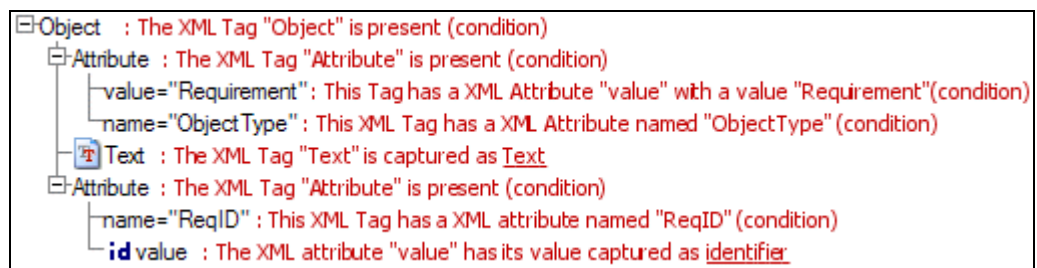 Object : The XML Tag "Object" is present (condition)
Attribute : The XML Tag "Attribute" is present (condition)
value="Requirement" : This Tag has a XML Attribute "value" with a value "Requirement"(condition)
name="ObjectType" : This XML Tag has a XML Attribute named "ObjectType" (condition)
T Text : The XML Tag "Text" is captured as Text
Attribute : The XML Tag "Attribute" is present (condition)
name="ReqID" : This XML Tag has a XML attribute named "ReqID" (condition)
id value : The XML attribute "value" has its value captured as identifier